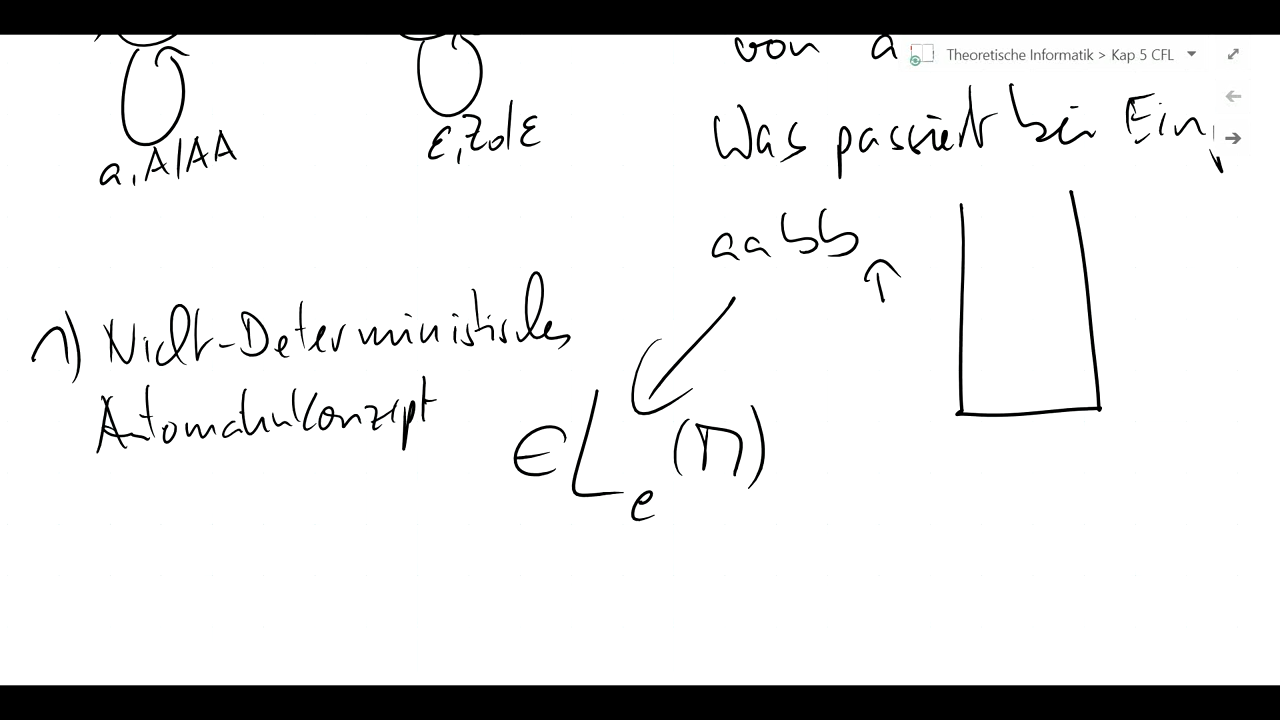 von a
Theoretische Informatik > Kap 5 CFL
Was passiert bei Ein
a, A/AA
ε, Z0/ε
aabb
1) Nicht-Deterministisches
Automatenkonzept
∈ L_e (M)